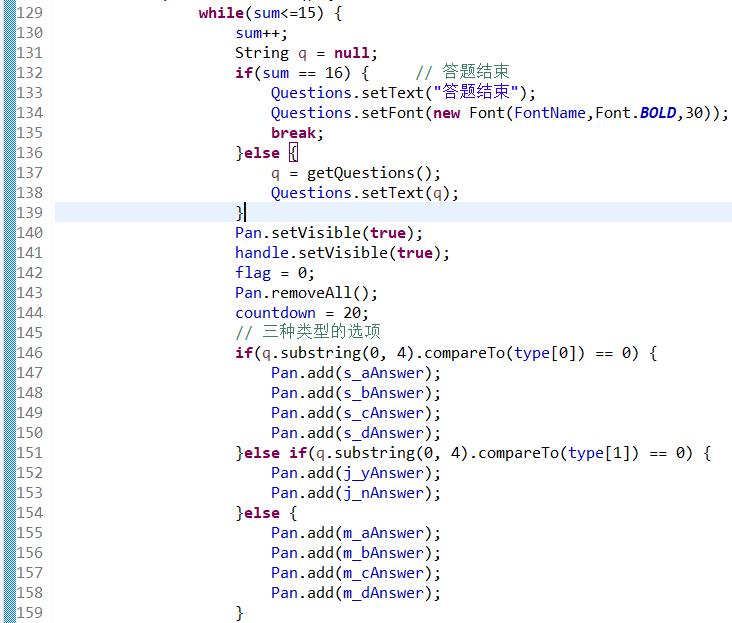 129 while(sum<=15) {
130 sum++;
131 String q = null;
132 if(sum == 16) { // 答题结束
133 Questions.setText("答题结束");
134 Questions.setFont(new Font(FontName,Font.BOLD,30));
135 break;
136 }else {
137 q = getQuestions();
138 Questions.setText(q);
139 }
140 Pan.setVisible(true);
141 handle.setVisible(true);
142 flag = 0;
143 Pan.removeAll();
144 countdown = 20;
145 // 三种类型的选项
146 if(q.substring(0, 4).compareTo(type[0]) == 0) {
147 Pan.add(s_aAnswer);
148 Pan.add(s_bAnswer);
149 Pan.add(s_cAnswer);
150 Pan.add(s_dAnswer);
151 }else if(q.substring(0, 4).compareTo(type[1]) == 0) {
152 Pan.add(j_yAnswer);
153 Pan.add(j_nAnswer);
154 }else {
155 Pan.add(m_aAnswer);
156 Pan.add(m_bAnswer);
157 Pan.add(m_cAnswer);
158 Pan.add(m_dAnswer);
159 }